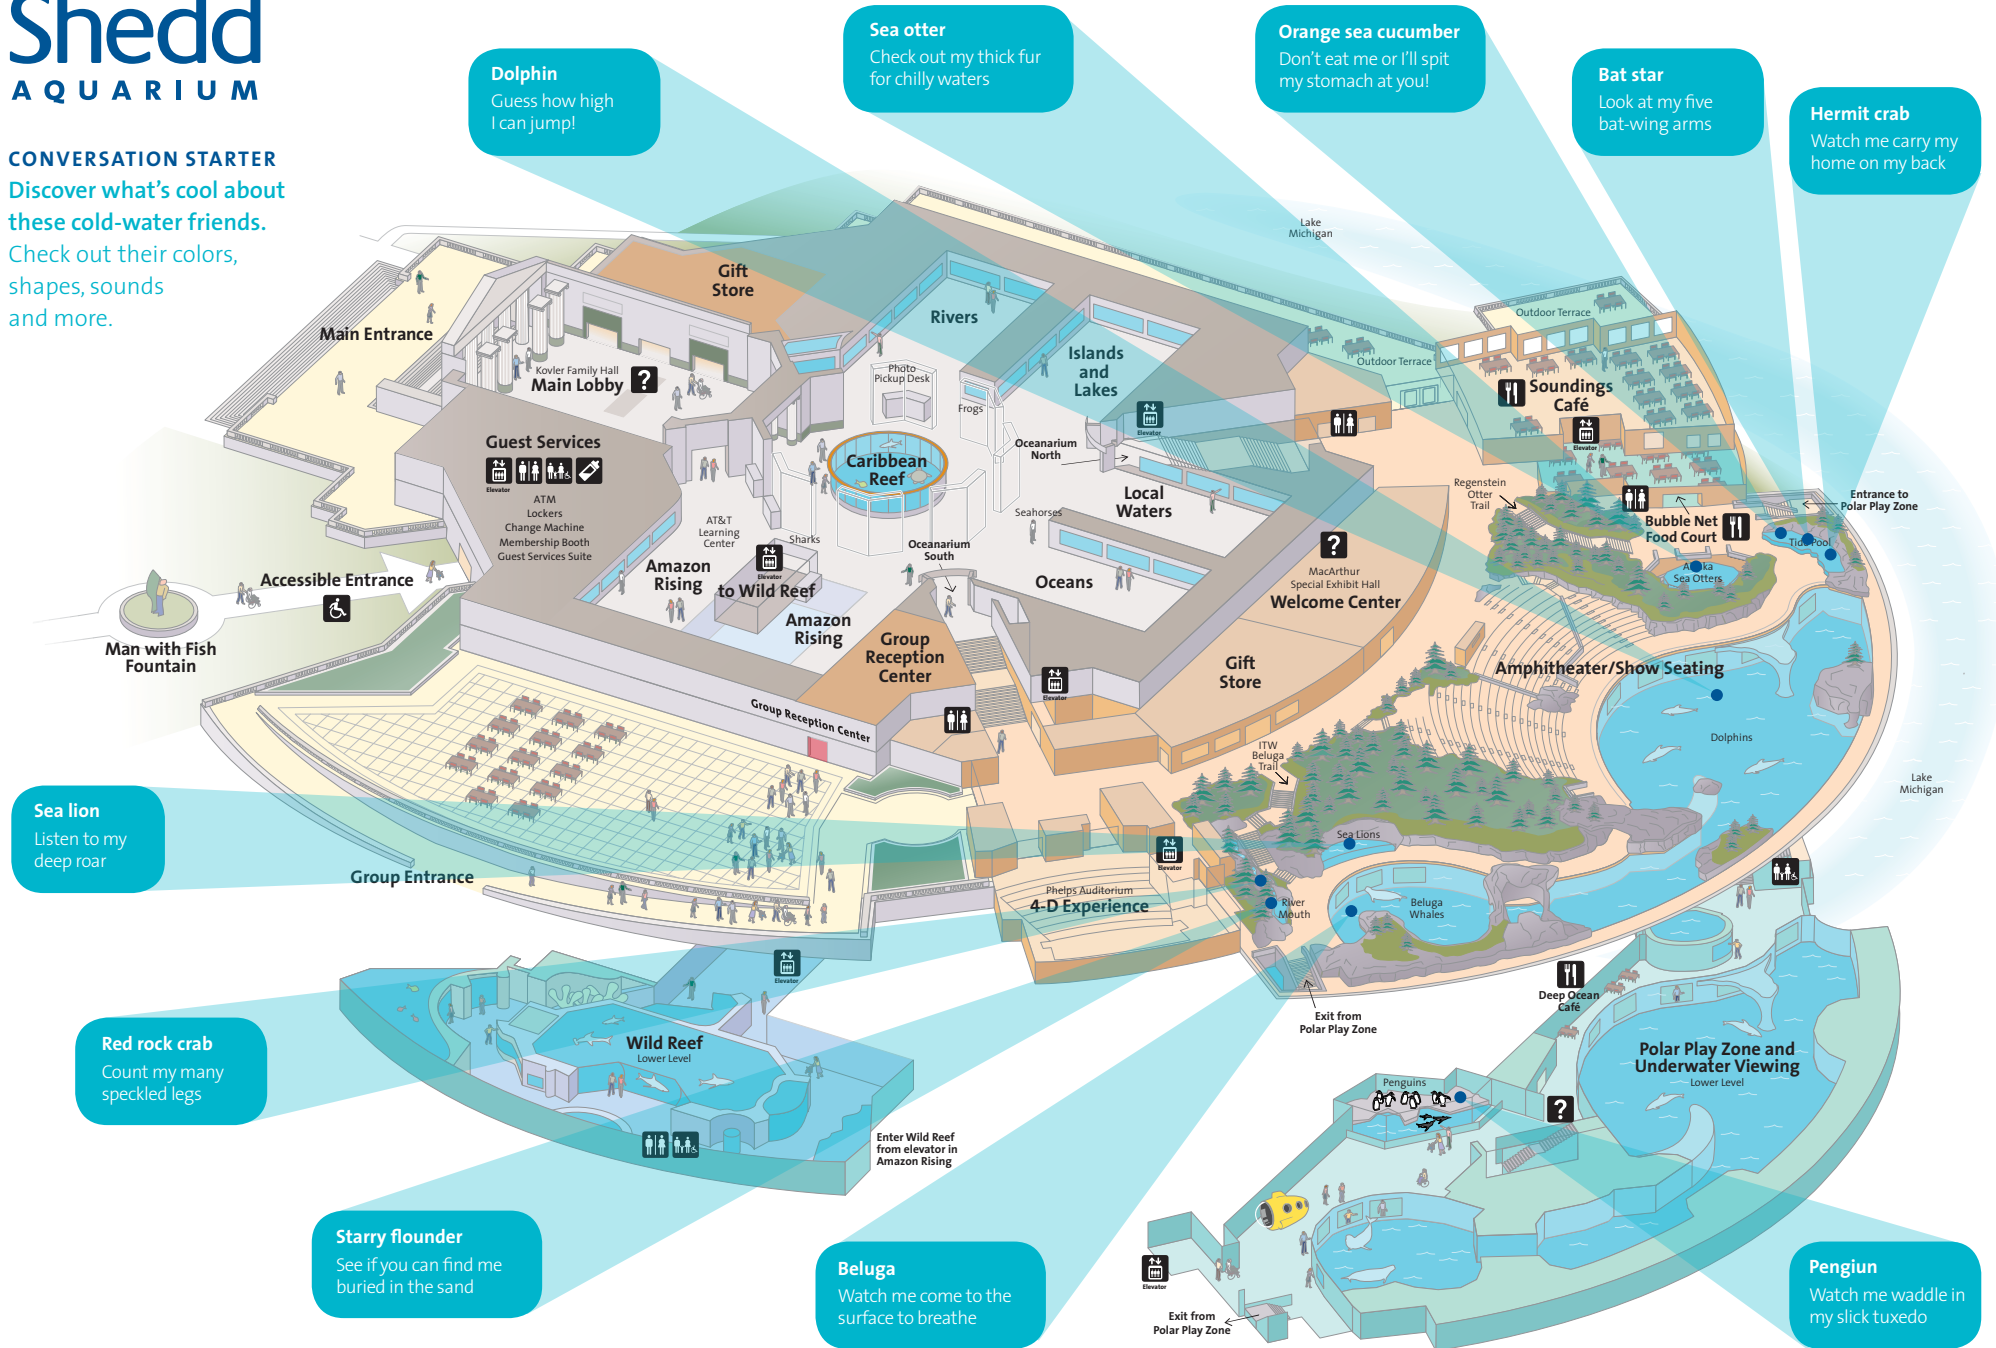 Shedd
AQUARIUM
CONVERSATION STARTER
Discover what's cool about
these cold-water friends.
Check out their colors,
shapes, sounds
and more.
Dolphin
Guess how high
I can jump!
Sea otter
Check out my thick fur
for chilly waters
Orange sea cucumber
Don't eat me or I'll spit
my stomach at you!
Bat star
Look at my five
bat-wing arms
Hermit crab
Watch me carry my
home on my back
Lake
Michigan
Gift
Store
Main Entrance
Rivers
Outdoor Terrace
Outdoor Terrace
Kovler Family Hall
Main Lobby
?
Photo
Pickup Desk
Islands
and
Lakes
Frogs
Elevator
Soundings
Café
Elevator
Guest Services
Elevator
ATM
Lockers
Change Machine
Membership Booth
Guest Services Suite
Caribbean
Reef
Oceanarium
North
Local
Waters
Regenstein
Otter
Trail
Entrance to
Polar Play Zone
Bubble Net
Food Court
Tide Pool
Alaska
Sea Otters
AT&T
Learning
Center
Sharks
Seahorses
Oceanarium
South
Elevator
Amazon
Rising
to Wild Reef
Oceans
?
MacArthur
Special Exhibit Hall
Welcome Center
Accessible Entrance
Man with Fish
Fountain
Amazon
Rising
Group
Reception
Center
Gift
Store
Amphitheater/Show Seating
Elevator
Group Reception Center
Dolphins
ITW
Beluga
Trail
Lake
Michigan
Sea lion
Listen to my
deep roar
Sea Lions
Elevator
Group Entrance
Phelps Auditorium
4-D Experience
River
Mouth
Beluga
Whales
Elevator
Deep Ocean
Café
Exit from
Polar Play Zone
Red rock crab
Count my many
speckled legs
Wild Reef
Lower Level
Polar Play Zone and
Underwater Viewing
Lower Level
Penguins
?
Enter Wild Reef
from elevator in
Amazon Rising
Starry flounder
See if you can find me
buried in the sand
Beluga
Watch me come to the
surface to breathe
Elevator
Exit from
Polar Play Zone
Pengiun
Watch me waddle in
my slick tuxedo